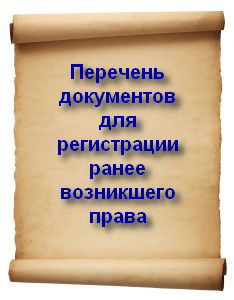 Перечень
документов
для
регистрации
ранее
возникшего
права